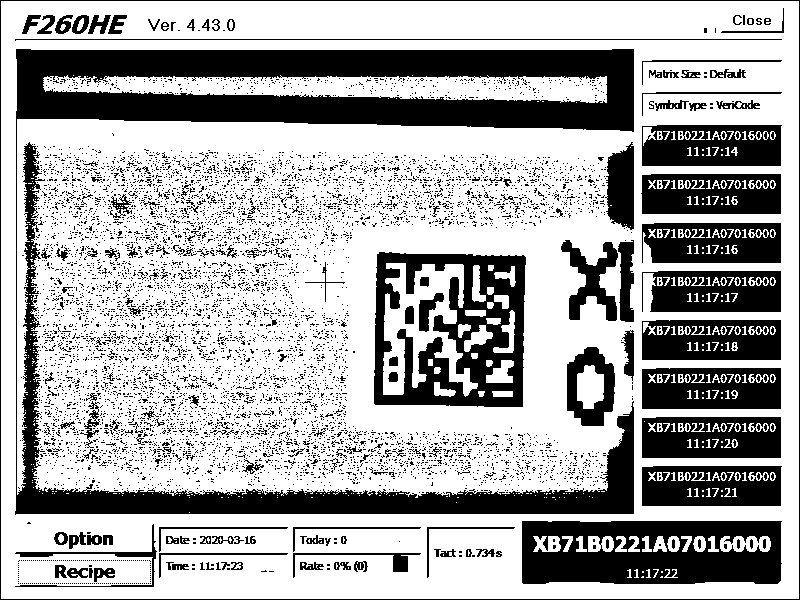 F260HE Ver. 4.43.0
Close
Matrix Size : Default
SymbolType : VeriCode
XB71B0221A07016000
11:17:14
XB71B0221A07016000
11:17:16
XB71B0221A07016000
11:17:16
XB71B0221A07016000
11:17:17
XB71B0221A07016000
11:17:18
XB71B0221A07016000
11:17:19
XB71B0221A07016000
11:17:20
XB71B0221A07016000
11:17:21
X
0
Option
Recipe
Date : 2020-03-16
Time : 11:17:23
Today : 0
Rate : 0% (0)
Tact : 0.734s
XB71B0221A07016000
11:17:22